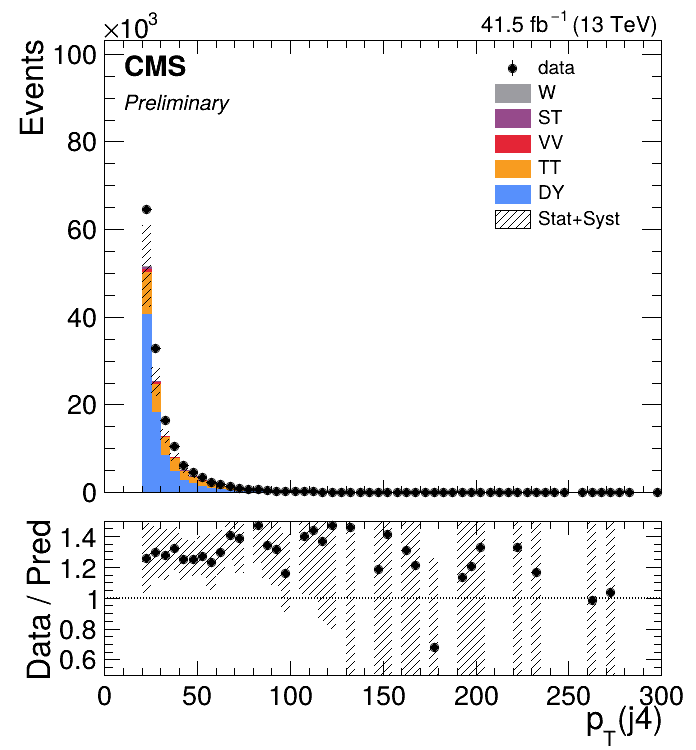 ×10³
41.5 fb⁻¹ (13 TeV)
CMS
Preliminary
Events
100
80
60
40
20
0
data
W
ST
VV
TT
DY
Stat+Syst
Data / Pred
1.4
1.2
1
0.8
0.6
0 50 100 150 200 250 300
p_T(j4)